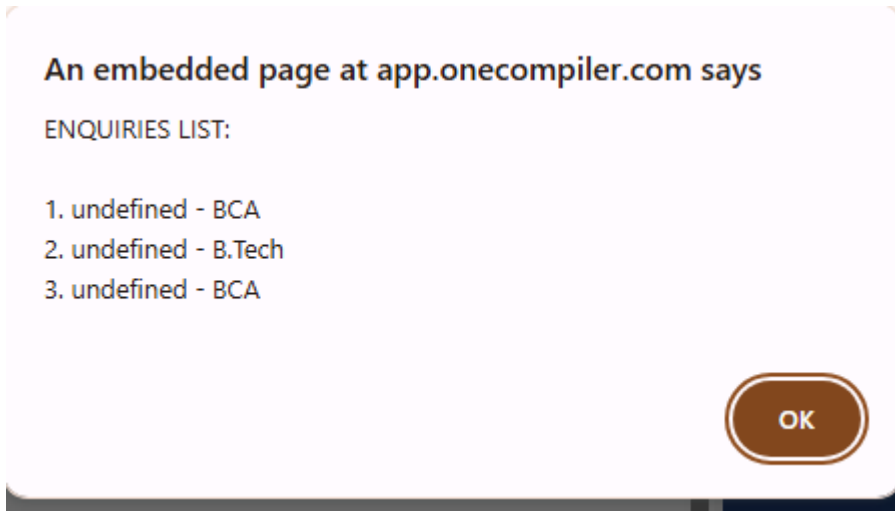 An embedded page at app.onecompiler.com says
ENQUIRIES LIST:
1. undefined - BCA
2. undefined - B.Tech
3. undefined - BCA
OK